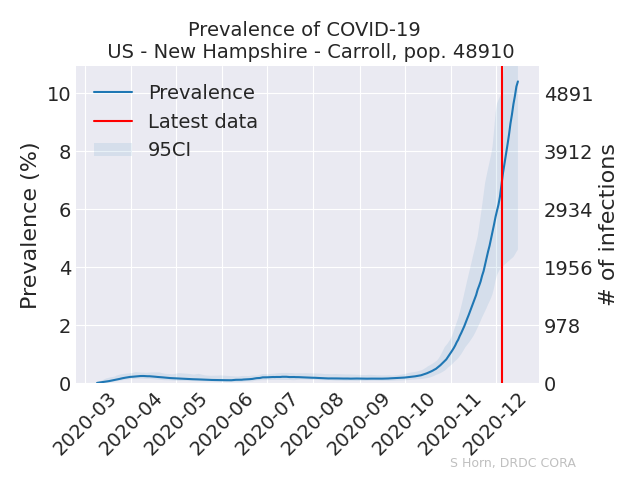 Prevalence of COVID-19
US - New Hampshire - Carroll, pop. 48910
Prevalence
Latest data
95CI
Prevalence (%)
10
8
6
4
2
0
4891
3912
2934
1956
978
0
# of infections
2020-03
2020-04
2020-05
2020-06
2020-07
2020-08
2020-09
2020-10
2020-11
2020-12
S Horn, DRDC CORA